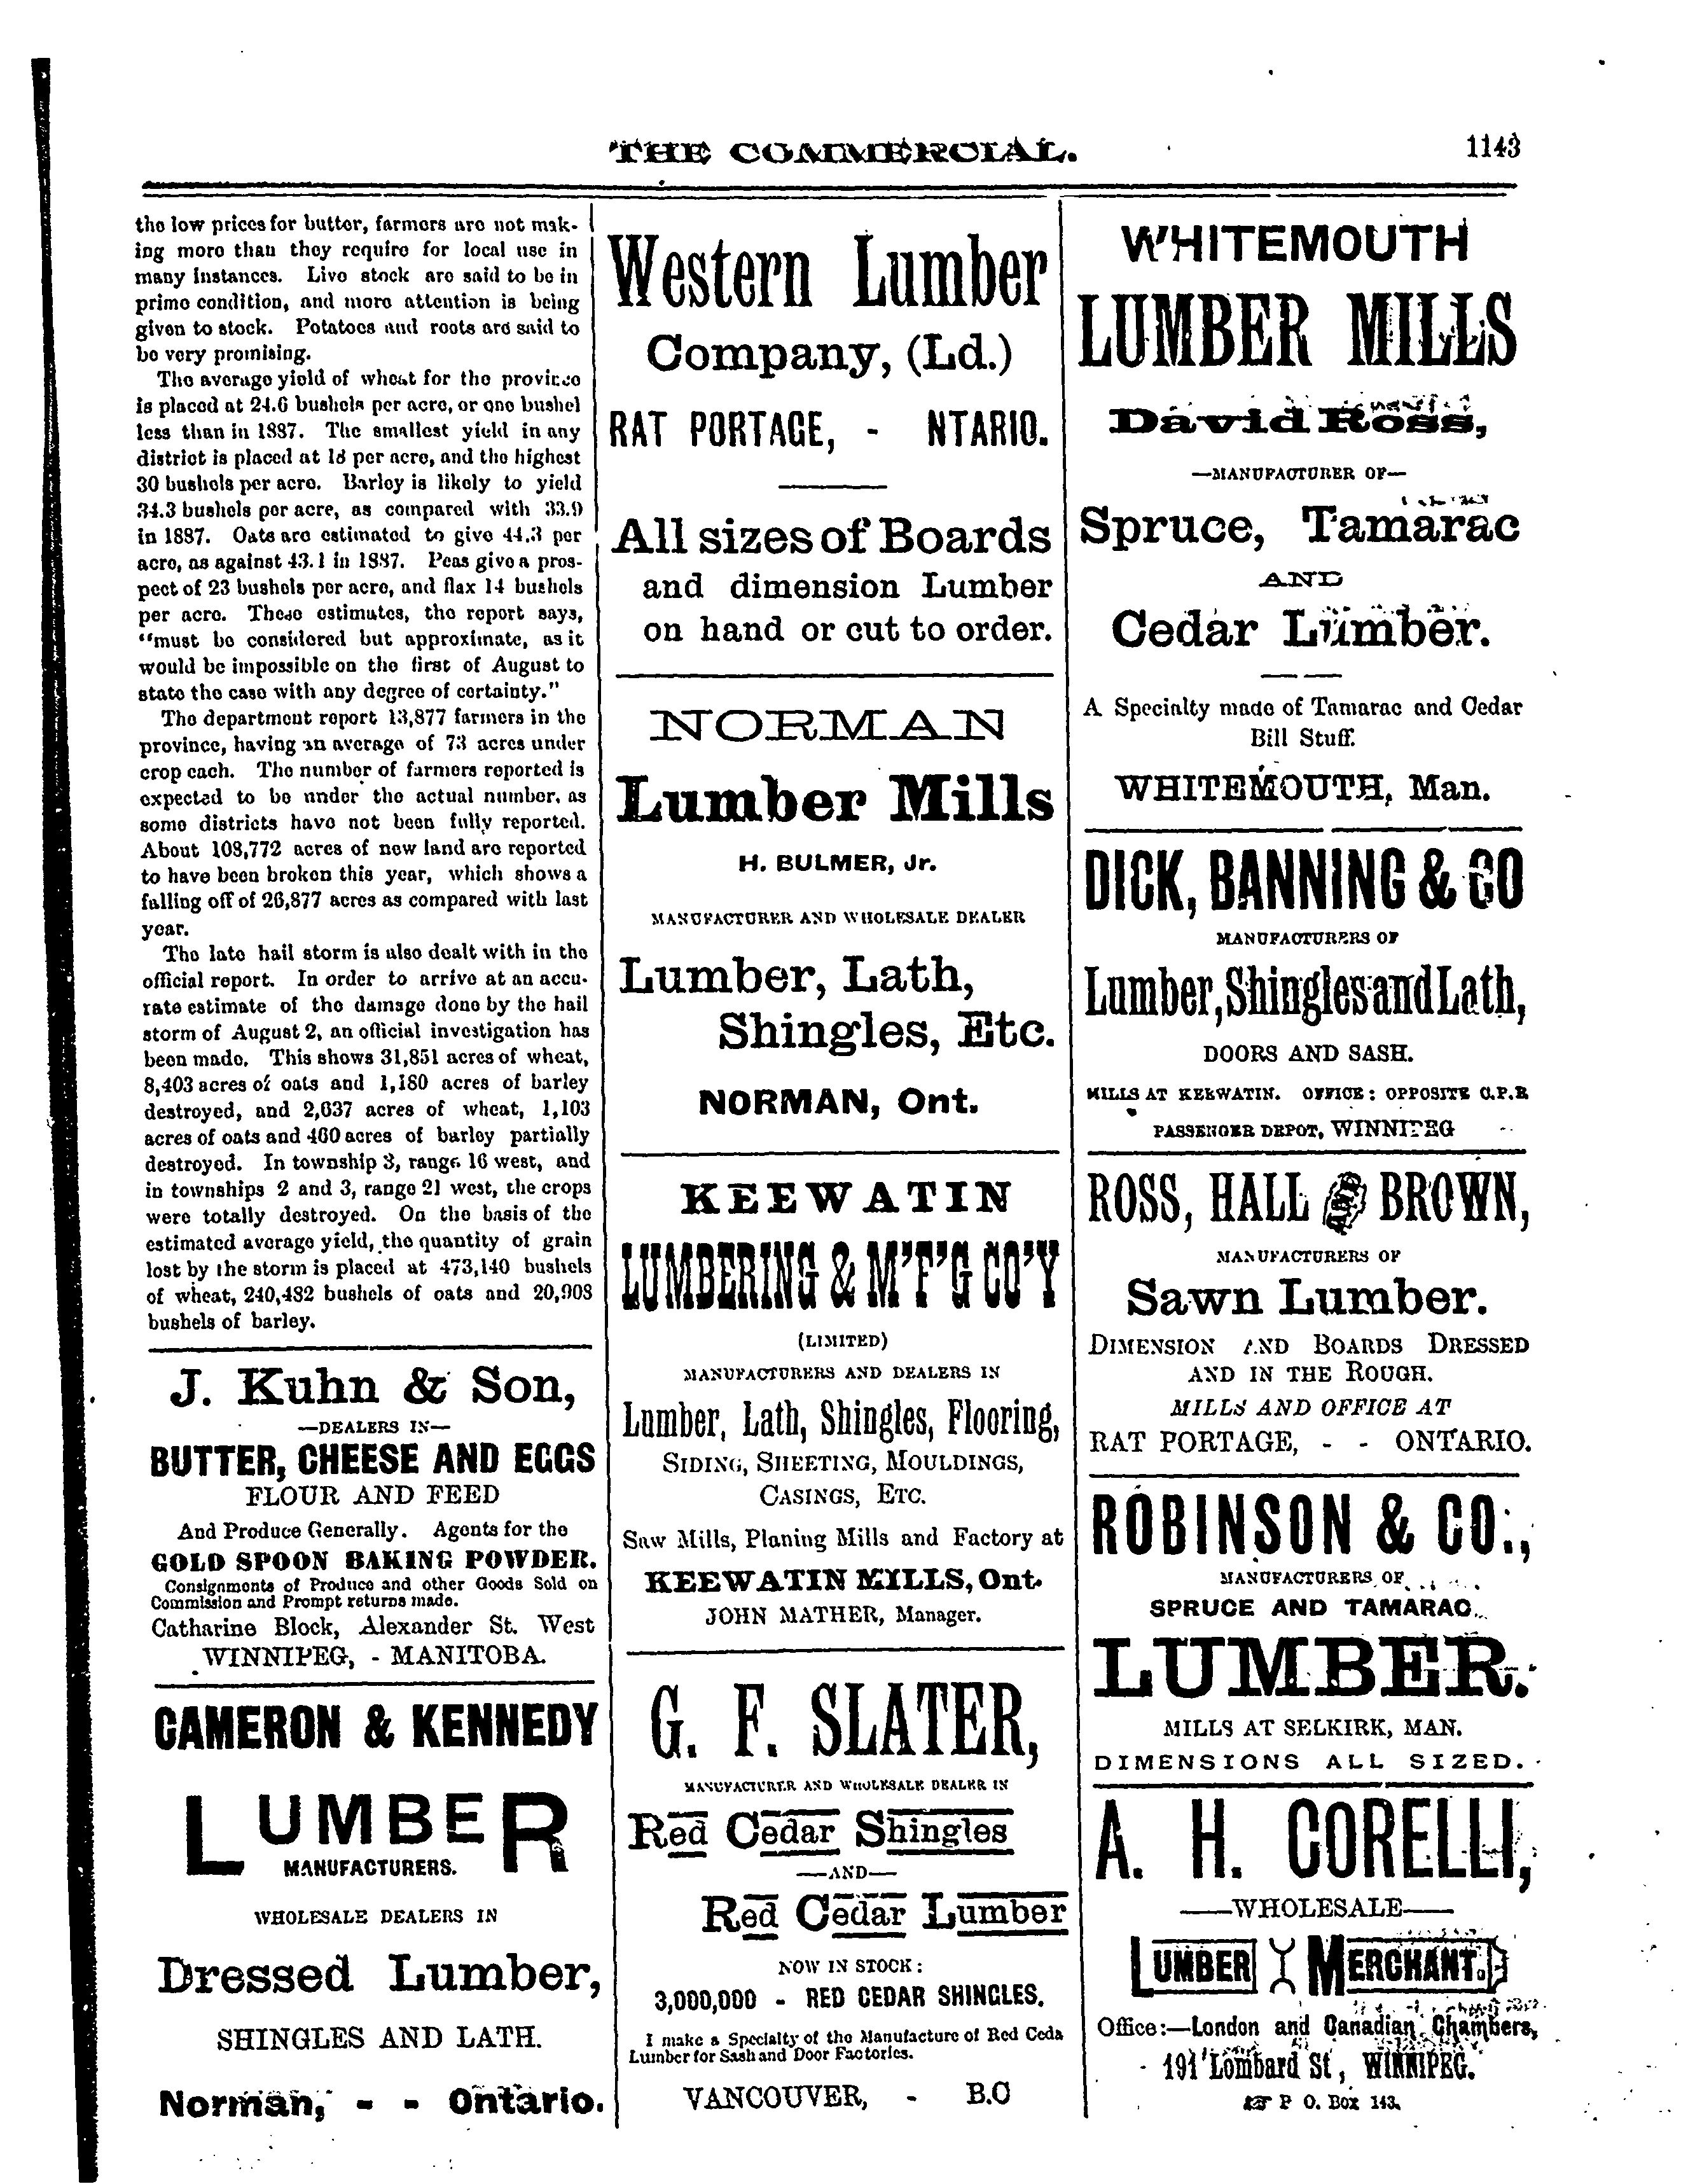 THE COMMERCIAL.
1143
the low prices for butter, farmers are not mak-
ing more than they require for local use in
many instances. Live stock are said to be in
prime condition, and more attention is being
given to stock. Potatoes and roots are said to
be very promising.
The average yield of wheat for the province
is placed at 24.6 bushels per acre, or one bushel
less than in 1887. The smallest yield in any
district is placed at 18 per acre, and the highest
30 bushels per acre. Barley is likely to yield
34.3 bushels per acre, as compared with 33.9
in 1887. Oats are estimated to give 44.3 per
acre, as against 43.1 in 1887. Peas give a pros-
pect of 23 bushels per acre, and flax 14 bushels
per acre. These estimates, the report says,
"must be considered but approximate, as it
would be impossible on the first of August to
state the case with any degree of certainty."
The department report 13,877 farmers in the
province, having an average of 73 acres under
crop each. The number of farmers reported is
expected to be under the actual number, as
some districts have not been fully reported.
About 108,772 acres of new land are reported
to have been broken this year, which shows a
falling off of 26,877 acres as compared with last
year.
The late hail storm is also dealt with in the
official report. In order to arrive at an accu-
rate estimate of the damage done by the hail
storm of August 2, an official investigation has
been made. This shows 31,851 acres of wheat,
8,403 acres of oats and 1,180 acres of barley
destroyed, and 2,637 acres of wheat, 1,103
acres of oats and 460 acres of barley partially
destroyed. In township 3, range 16 west, and
in townships 2 and 3, range 21 west, the crops
were totally destroyed. On the basis of the
estimated average yield, the quantity of grain
lost by the storm is placed at 473,140 bushels
of wheat, 240,482 bushels of oats and 20,908
bushels of barley.
J. Kuhn & Son,
—DEALERS IN—
BUTTER, CHEESE AND EGGS
FLOUR AND FEED
And Produce Generally. Agents for the
GOLD SPOON BAKING POWDER.
Consignments of Produce and other Goods Sold on
Commission and Prompt returns made.
Catharine Block, Alexander St. West
WINNIPEG, - MANITOBA.
CAMERON & KENNEDY
LUMBER
MANUFACTURERS.
WHOLESALE DEALERS IN
Dressed Lumber,
SHINGLES AND LATH.
Norman, - - Ontario.
Western Lumber
Company, (Ld.)
RAT PORTAGE, - NTARIO.
All sizes of Boards
and dimension Lumber
on hand or cut to order.
NORMAN
Lumber Mills
H. BULMER, Jr.
MANUFACTURER AND WHOLESALE DEALER
Lumber, Lath,
Shingles, Etc.
NORMAN, Ont.
KEEWATIN
LUMBERING & M'F'G CO'Y
(LIMITED)
MANUFACTURERS AND DEALERS IN
Lumber, Lath, Shingles, Flooring,
SIDING, SHEETING, MOULDINGS,
CASINGS, ETC.
Saw Mills, Planing Mills and Factory at
KEEWATIN MILLS, Ont.
JOHN MATHER, Manager.
G. F. SLATER,
MANUFACTURER AND WHOLESALE DEALER IN
Red Cedar Shingles
—AND—
Red Cedar Lumber
NOW IN STOCK:
3,000,000 - RED CEDAR SHINGLES.
I make a Specialty of the Manufacture of Red Ceda
Lumber for Sash and Door Factories.
VANCOUVER, - B.C
WHITEMOUTH
LUMBER MILLS
David Ross,
—MANUFACTURER OF—
Spruce, Tamarac
AND
Cedar Lumber.
A Specialty made of Tamarac and Cedar
Bill Stuff.
WHITEMOUTH, Man.
DICK, BANNING & CO
MANUFACTURERS OF
Lumber, Shingles and Lath,
DOORS AND SASH.
MILLS AT KEEWATIN. OFFICE: OPPOSITE C.P.R
PASSENGER DEPOT, WINNIPEG
ROSS, HALL AND BROWN,
MANUFACTURERS OF
Sawn Lumber.
DIMENSION AND BOARDS DRESSED
AND IN THE ROUGH.
MILLS AND OFFICE AT
RAT PORTAGE, - - ONTARIO.
ROBINSON & CO.,
MANUFACTURERS OF
SPRUCE AND TAMARAC
LUMBER.
MILLS AT SELKIRK, MAN.
DIMENSIONS ALL SIZED.
A. H. CORELLI,
—WHOLESALE—
LUMBER MERCHANT.
Office:—London and Canadian Chambers,
191 Lombard St, WINNIPEG.
☞ P O. Box 143.